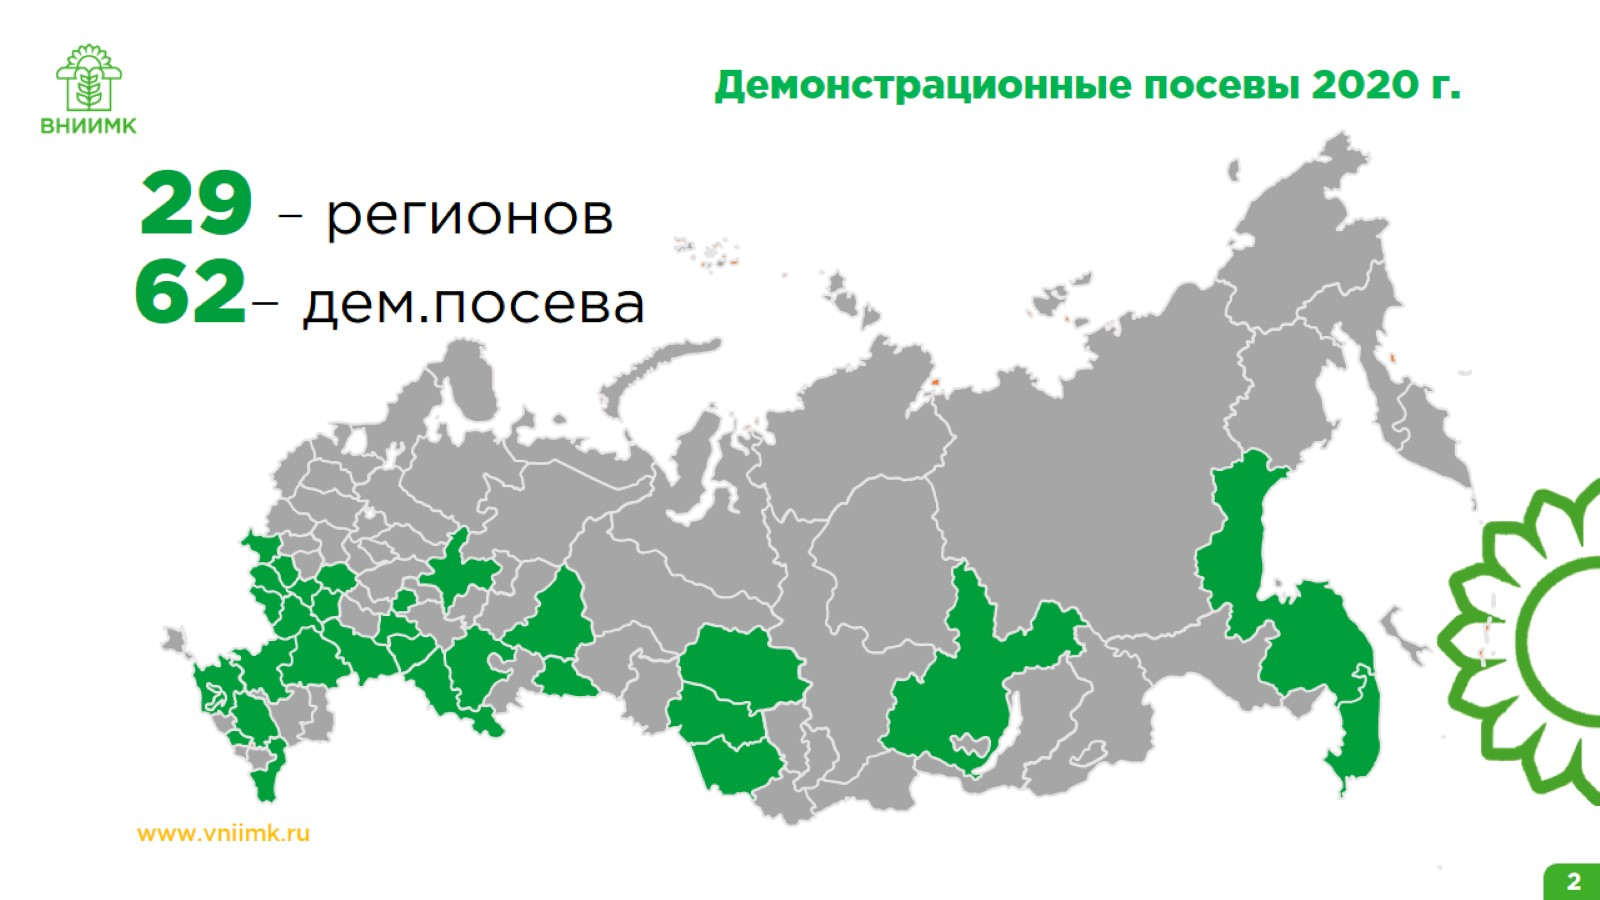 ВНИИМК
Демонстрационные посевы 2020 г.
29 – регионов
62– дем.посева
www.vniimk.ru
2